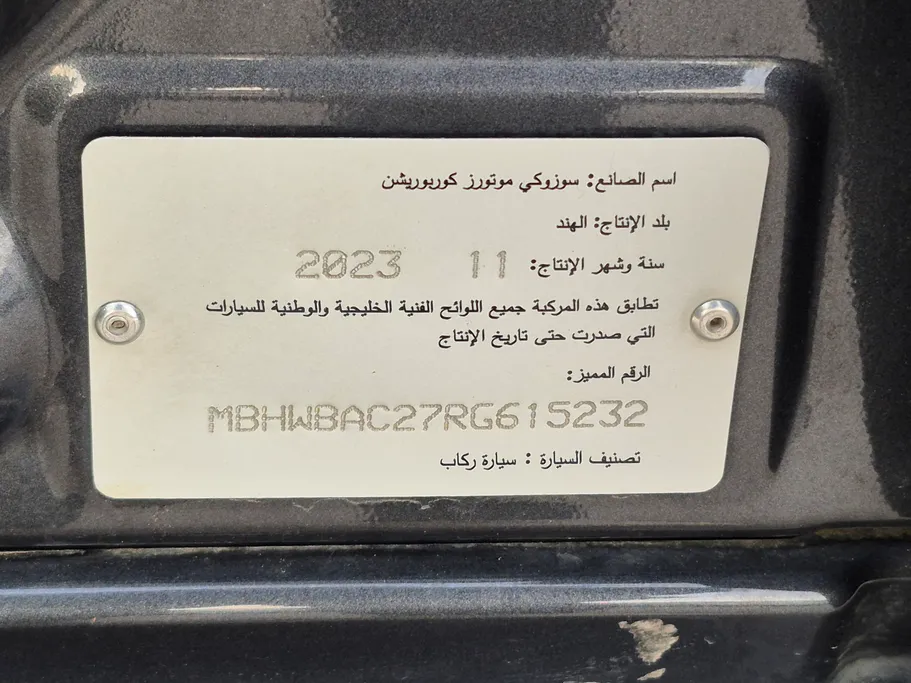 اسم الصانع: سوزوكي موتورز كوربوريشن
بلد الإنتاج: الهند
سنة وشهر الإنتاج: 11 2023
تطابق هذه المركبة جميع اللوائح الفنية الخليجية والوطنية للسيارات
التي صدرت حتى تاريخ الإنتاج
الرقم المميز:
MBHWBAC27RG615232
تصنيف السيارة : سيارة ركاب